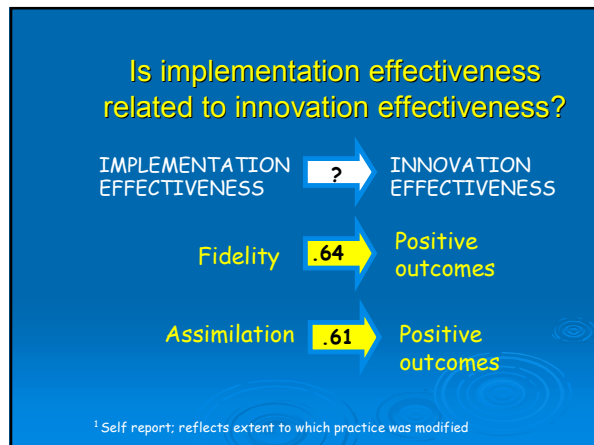 Is implementation effectiveness
related to innovation effectiveness?
IMPLEMENTATION
EFFECTIVENESS
?
INNOVATION
EFFECTIVENESS
Fidelity
.64
Positive
outcomes
Assimilation
.61
Positive
outcomes
1 Self report; reflects extent to which practice was modified